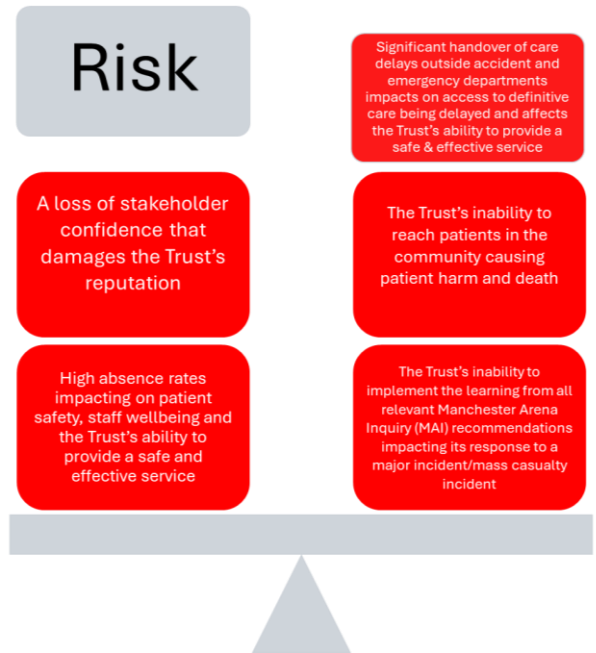 Risk
Significant handover of care
delays outside accident and
emergency departments
impacts on access to definitive
care being delayed and affects
the Trust's ability to provide a
safe & effective service
A loss of stakeholder
confidence that
damages the Trust's
reputation
The Trust's inability to
reach patients in the
community causing
patient harm and death
High absence rates
impacting on patient
safety, staff wellbeing and
the Trust's ability to
provide a safe and
effective service
The Trust's inability to
implement the learning from all
relevant Manchester Arena
Inquiry (MAI) recommendations
impacting its response to a
major incident/mass casualty
incident